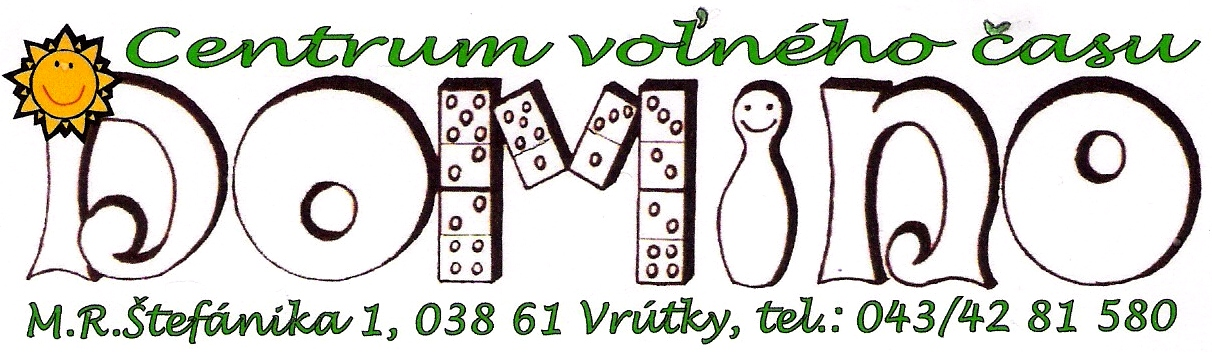 Centrum voľného času
DOMINO
M.R.Štefánika 1, 038 61 Vrútky, tel.: 043/42 81 580